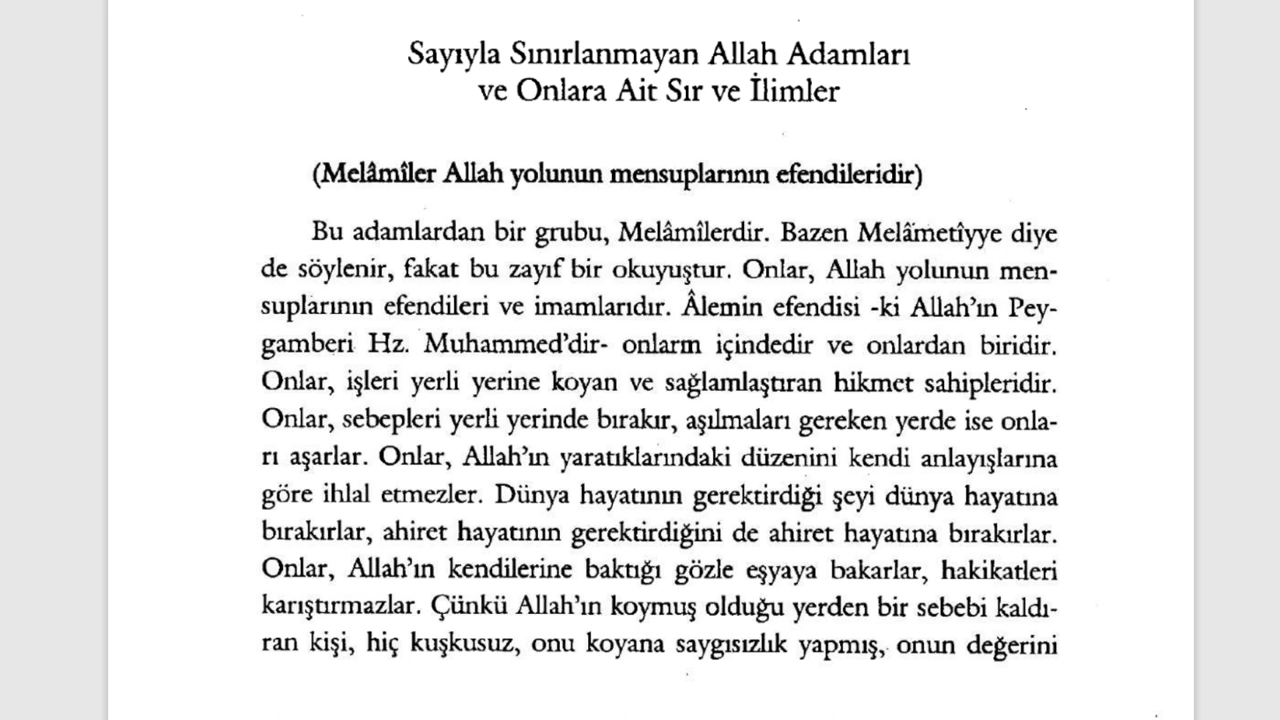 Sayıyla Sınırlanmayan Allah Adamları
ve Onlara Ait Sır ve İlimler
(Melâmîler Allah yolunun mensuplarının efendileridir)
Bu adamlardan bir grubu, Melâmîlerdir. Bazen Melâmetîyye diye
de söylenir, fakat bu zayıf bir okuyuştur. Onlar, Allah yolunun men-
suplarının efendileri ve imamlarıdır. Âlemin efendisi -ki Allah’ın Pey-
gamberi Hz. Muhammed’dir- onlarm içindedir ve onlardan biridir.
Onlar, işleri yerli yerine koyan ve sağlamlaştıran hikmet sahipleridir.
Onlar, sebepleri yerli yerinde bırakır, aşılmaları gereken yerde ise onla-
rı aşarlar. Onlar, Allah’ın yaratıklarındaki düzenini kendi anlayışlarına
göre ihlal etmezler. Dünya hayatının gerektirdiği şeyi dünya hayatına
bırakırlar, ahiret hayatının gerektirdiğini de ahiret hayatına bırakırlar.
Onlar, Allah’ın kendilerine baktığı gözle eşyaya bakarlar, hakikatleri
karıştırmazlar. Çünkü Allah’ın koymuş olduğu yerden bir sebebi kaldı-
ran kişi, hiç kuşkusuz, onu koyana saygısızlık yapmış, onun değerini